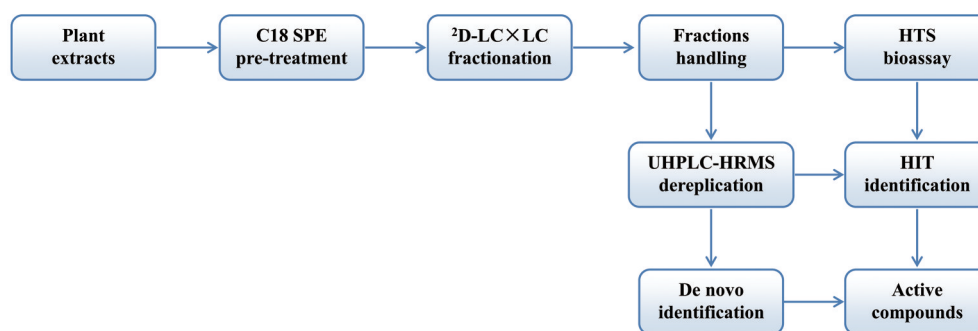 Plant
extracts
C18 SPE
pre-treatment
²D-LC×LC
fractionation
Fractions
handling
HTS
bioassay
UHPLC-HRMS
dereplication
HIT
identification
De novo
identification
Active
compounds